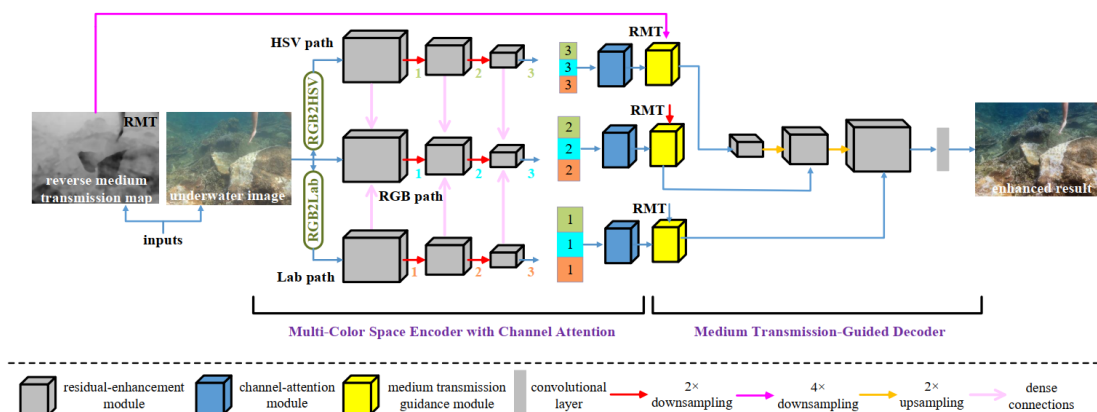 RMT
HSV path
3
3
3
1
2
3
RGB2HSV
RMT
RMT
reverse medium
transmission map
underwater image
2
2
2
1
2
3
RGB path
enhanced result
inputs
RGB2Lab
RMT
1
1
1
1
2
3
Lab path
Multi-Color Space Encoder with Channel Attention
Medium Transmission-Guided Decoder
residual-enhancement
module
channel-attention
module
medium transmission
guidance module
convolutional
layer
2×
downsampling
4×
downsampling
2×
upsampling
dense
connections